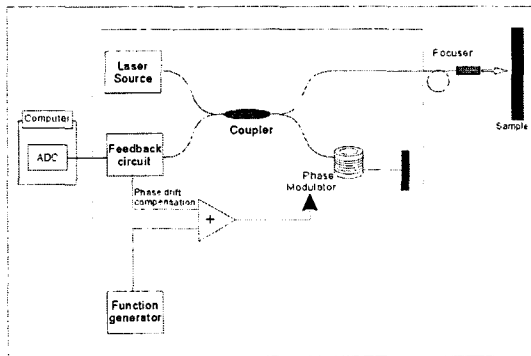 Focuser
Laser
Source
Sample
Computer
Coupler
ADC
Feedback
circuit
Phase
Modulator
Phase drift
compensation
+
Function
generator